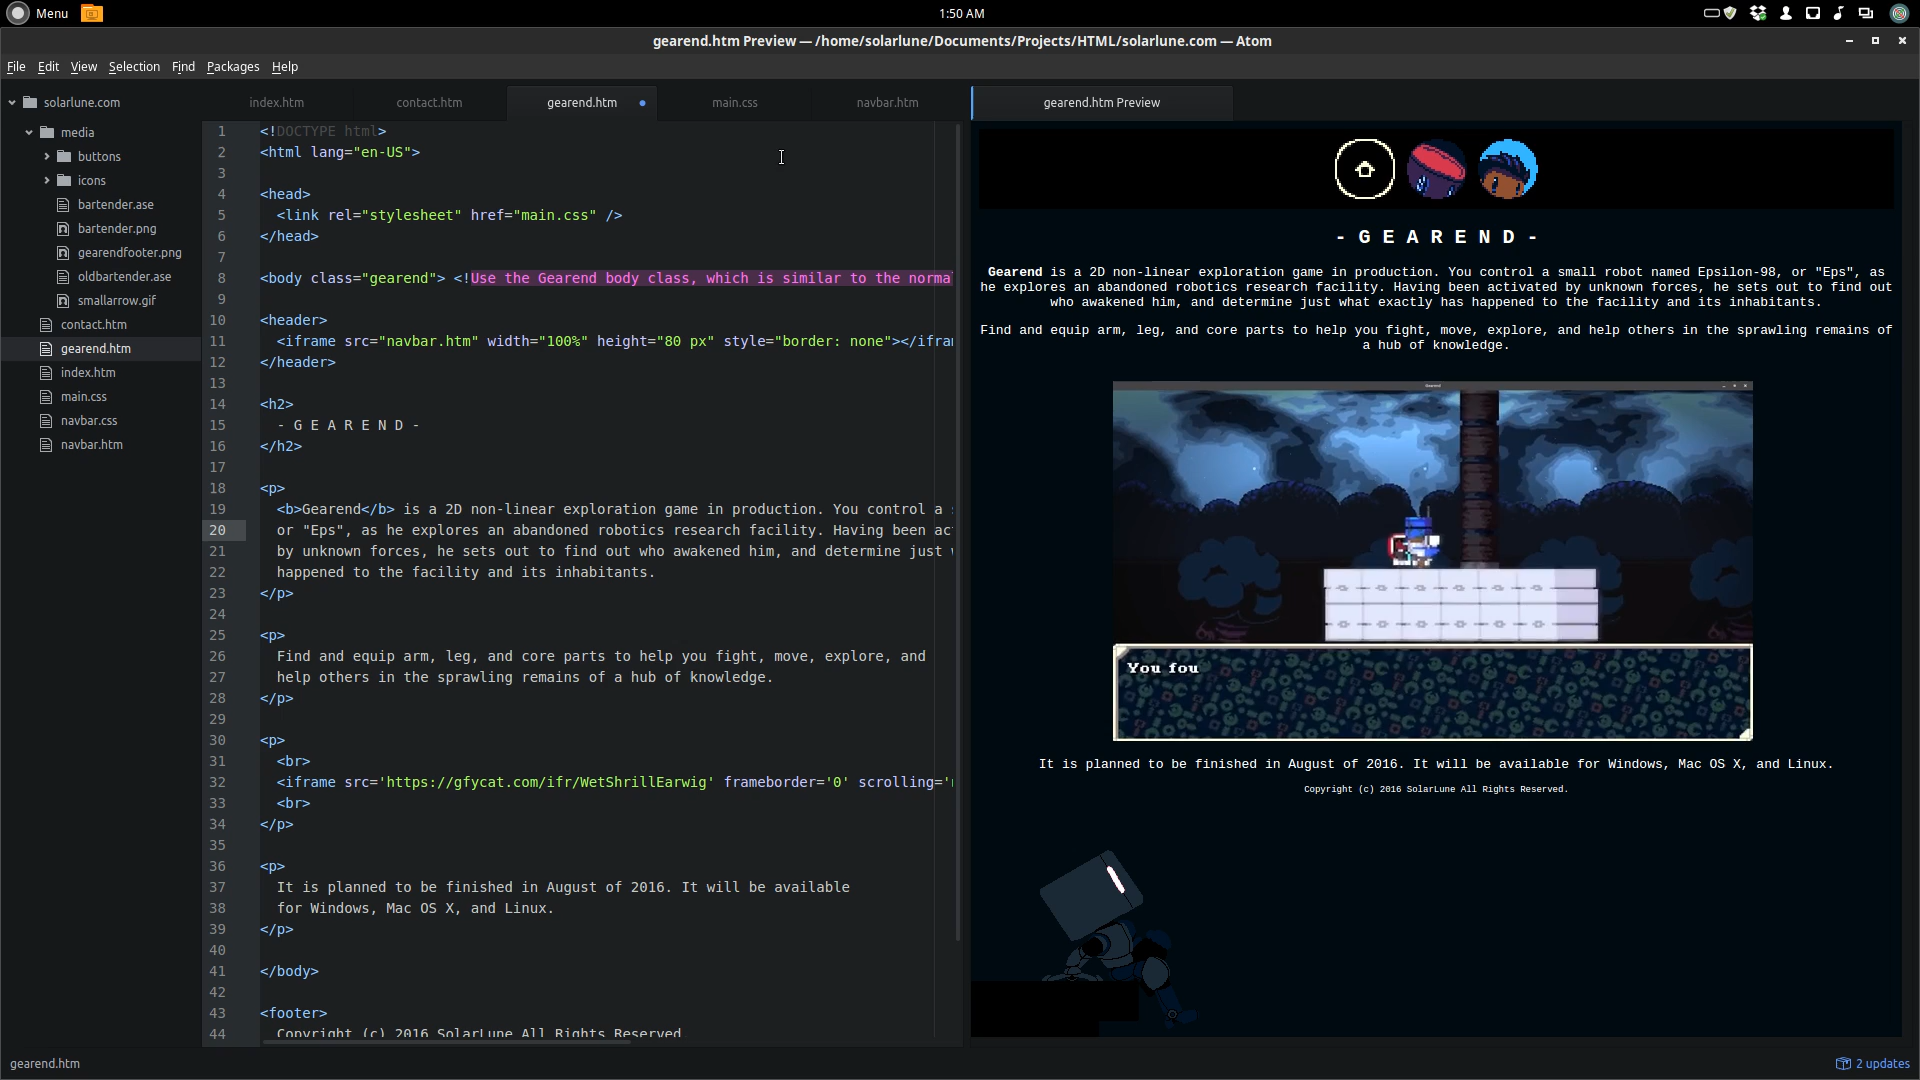 Menu
1:50 AM
gearend.htm Preview — /home/solarlune/Documents/Projects/HTML/solarlune.com — Atom
File Edit View Selection Find Packages Help
solarlune.com
media
buttons
icons
bartender.ase
bartender.png
gearendfooter.png
oldbartender.ase
smallarrow.gif
contact.htm
gearend.htm
index.htm
main.css
navbar.css
navbar.htm
index.htm contact.htm gearend.htm main.css navbar.htm
1 <!DOCTYPE html>
2 <html lang="en-US">
3
4 <head>
5 <link rel="stylesheet" href="main.css" />
6 </head>
7
8 <body class="gearend"> <!Use the Gearend body class, which is similar to the norma
9
10 <header>
11 <iframe src="navbar.htm" width="100%" height="80 px" style="border: none"></ifra
12 </header>
13
14 <h2>
15 - G E A R E N D -
16 </h2>
17
18 <p>
19 <b>Gearend</b> is a 2D non-linear exploration game in production. You control a
20 or "Eps", as he explores an abandoned robotics research facility. Having been ac
21 by unknown forces, he sets out to find out who awakened him, and determine just
22 happened to the facility and its inhabitants.
23 </p>
24
25 <p>
26 Find and equip arm, leg, and core parts to help you fight, move, explore, and
27 help others in the sprawling remains of a hub of knowledge.
28 </p>
29
30 <p>
31 <br>
32 <iframe src='https://gfycat.com/ifr/WetShrillEarwig' frameborder='0' scrolling='
33 <br>
34 </p>
35
36 <p>
37 It is planned to be finished in August of 2016. It will be available
38 for Windows, Mac OS X, and Linux.
39 </p>
40
41 </body>
42
43 <footer>
44 Copyright (c) 2016 SolarLune All Rights Reserved
gearend.htm Preview
- G E A R E N D -
Gearend is a 2D non-linear exploration game in production. You control a small robot named Epsilon-98, or "Eps", as
he explores an abandoned robotics research facility. Having been activated by unknown forces, he sets out to find out
who awakened him, and determine just what exactly has happened to the facility and its inhabitants.
Find and equip arm, leg, and core parts to help you fight, move, explore, and help others in the sprawling remains of
a hub of knowledge.
Gearend
You fou
It is planned to be finished in August of 2016. It will be available for Windows, Mac OS X, and Linux.
Copyright (c) 2016 SolarLune All Rights Reserved.
gearend.htm
2 updates